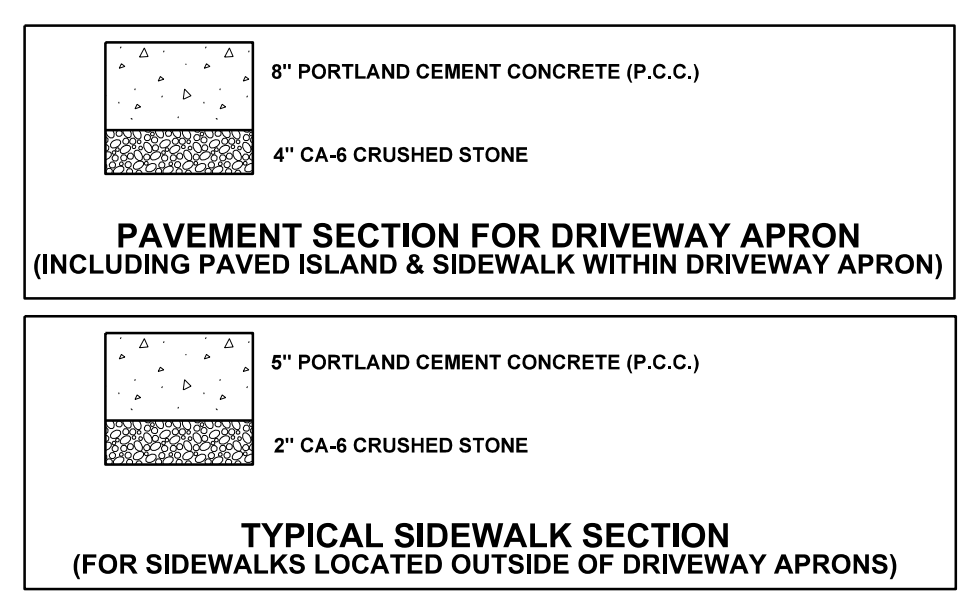 8" PORTLAND CEMENT CONCRETE (P.C.C.)
4" CA-6 CRUSHED STONE
PAVEMENT SECTION FOR DRIVEWAY APRON
(INCLUDING PAVED ISLAND & SIDEWALK WITHIN DRIVEWAY APRON)
5" PORTLAND CEMENT CONCRETE (P.C.C.)
2" CA-6 CRUSHED STONE
TYPICAL SIDEWALK SECTION
(FOR SIDEWALKS LOCATED OUTSIDE OF DRIVEWAY APRONS)